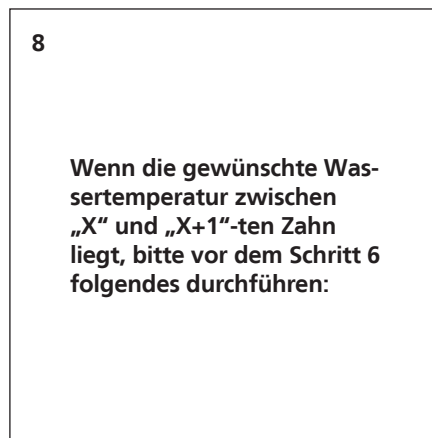 8
Wenn die gewünschte Was-
sertemperatur zwischen
„X“ und „X+1“-ten Zahn
liegt, bitte vor dem Schritt 6
folgendes durchführen: